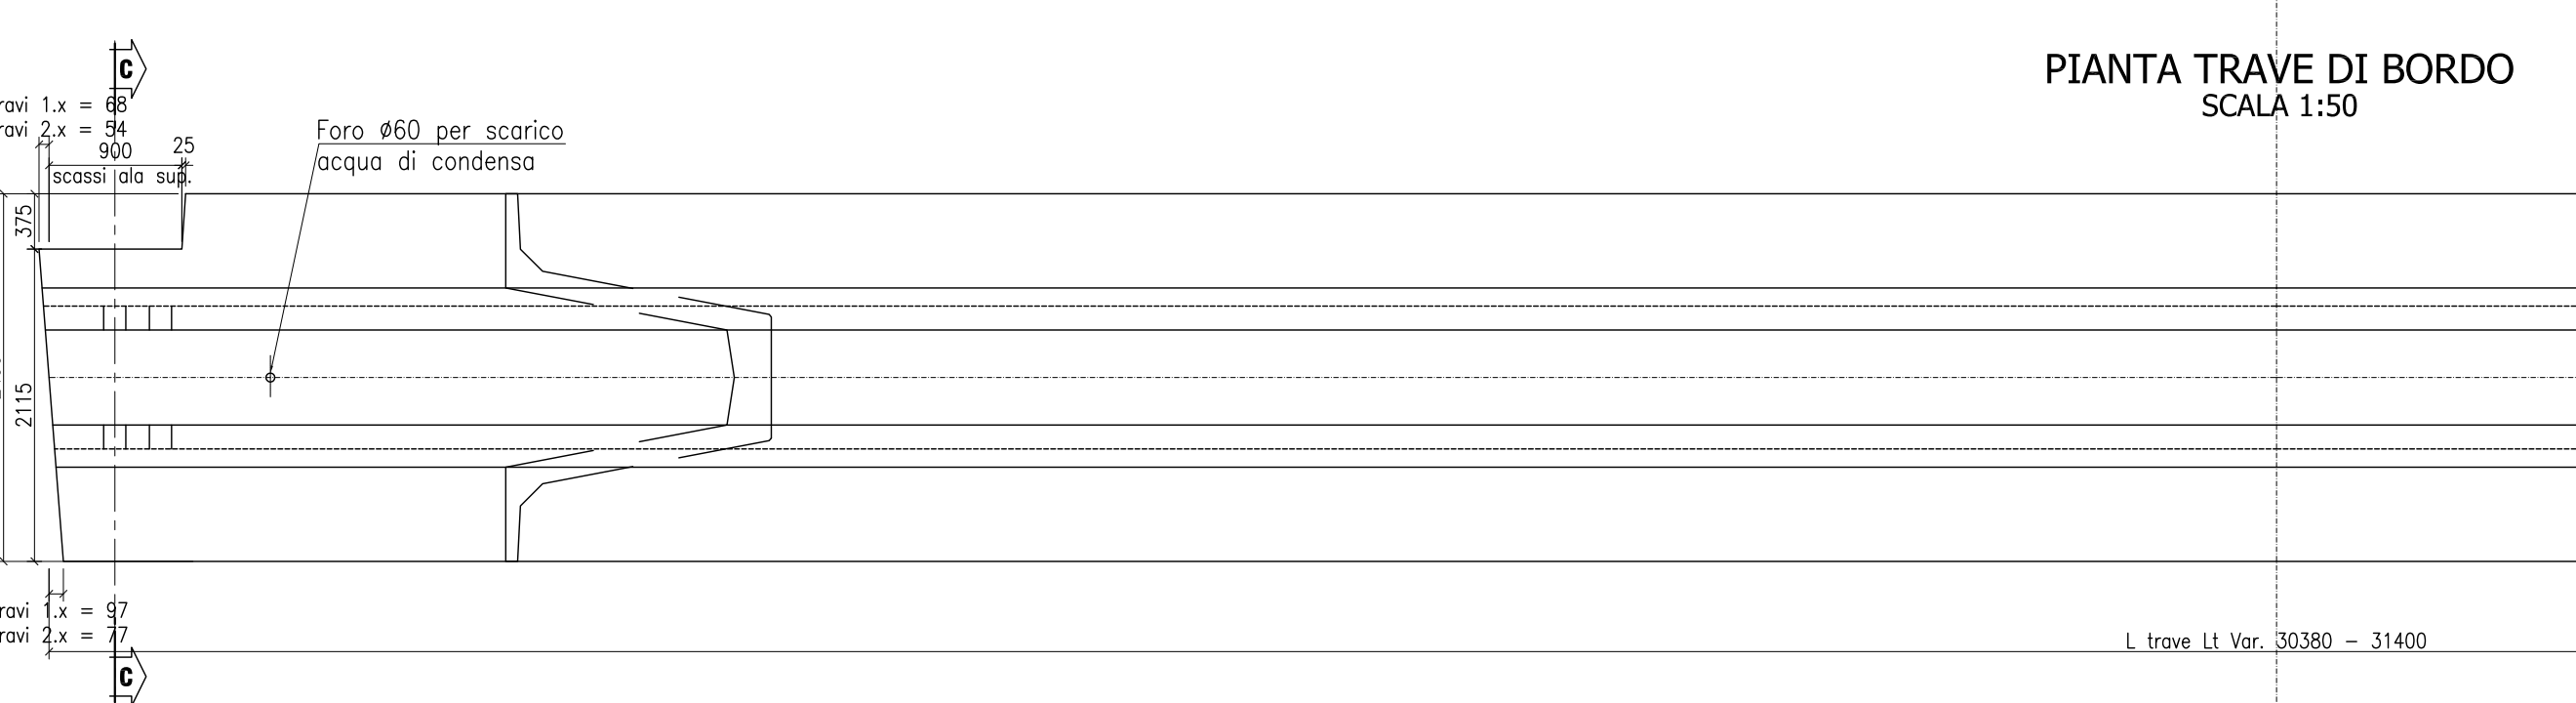 C
PIANTA TRAVE DI BORDO
SCALA 1:50
ravi 1.x = 68
ravi 2.x = 54
900
25
scassi ala sup.
Foro Ø60 per scarico
acqua di condensa
375
2115
ravi 1.x = 97
ravi 2.x = 77
L trave Lt Var. 30380 - 31400
C